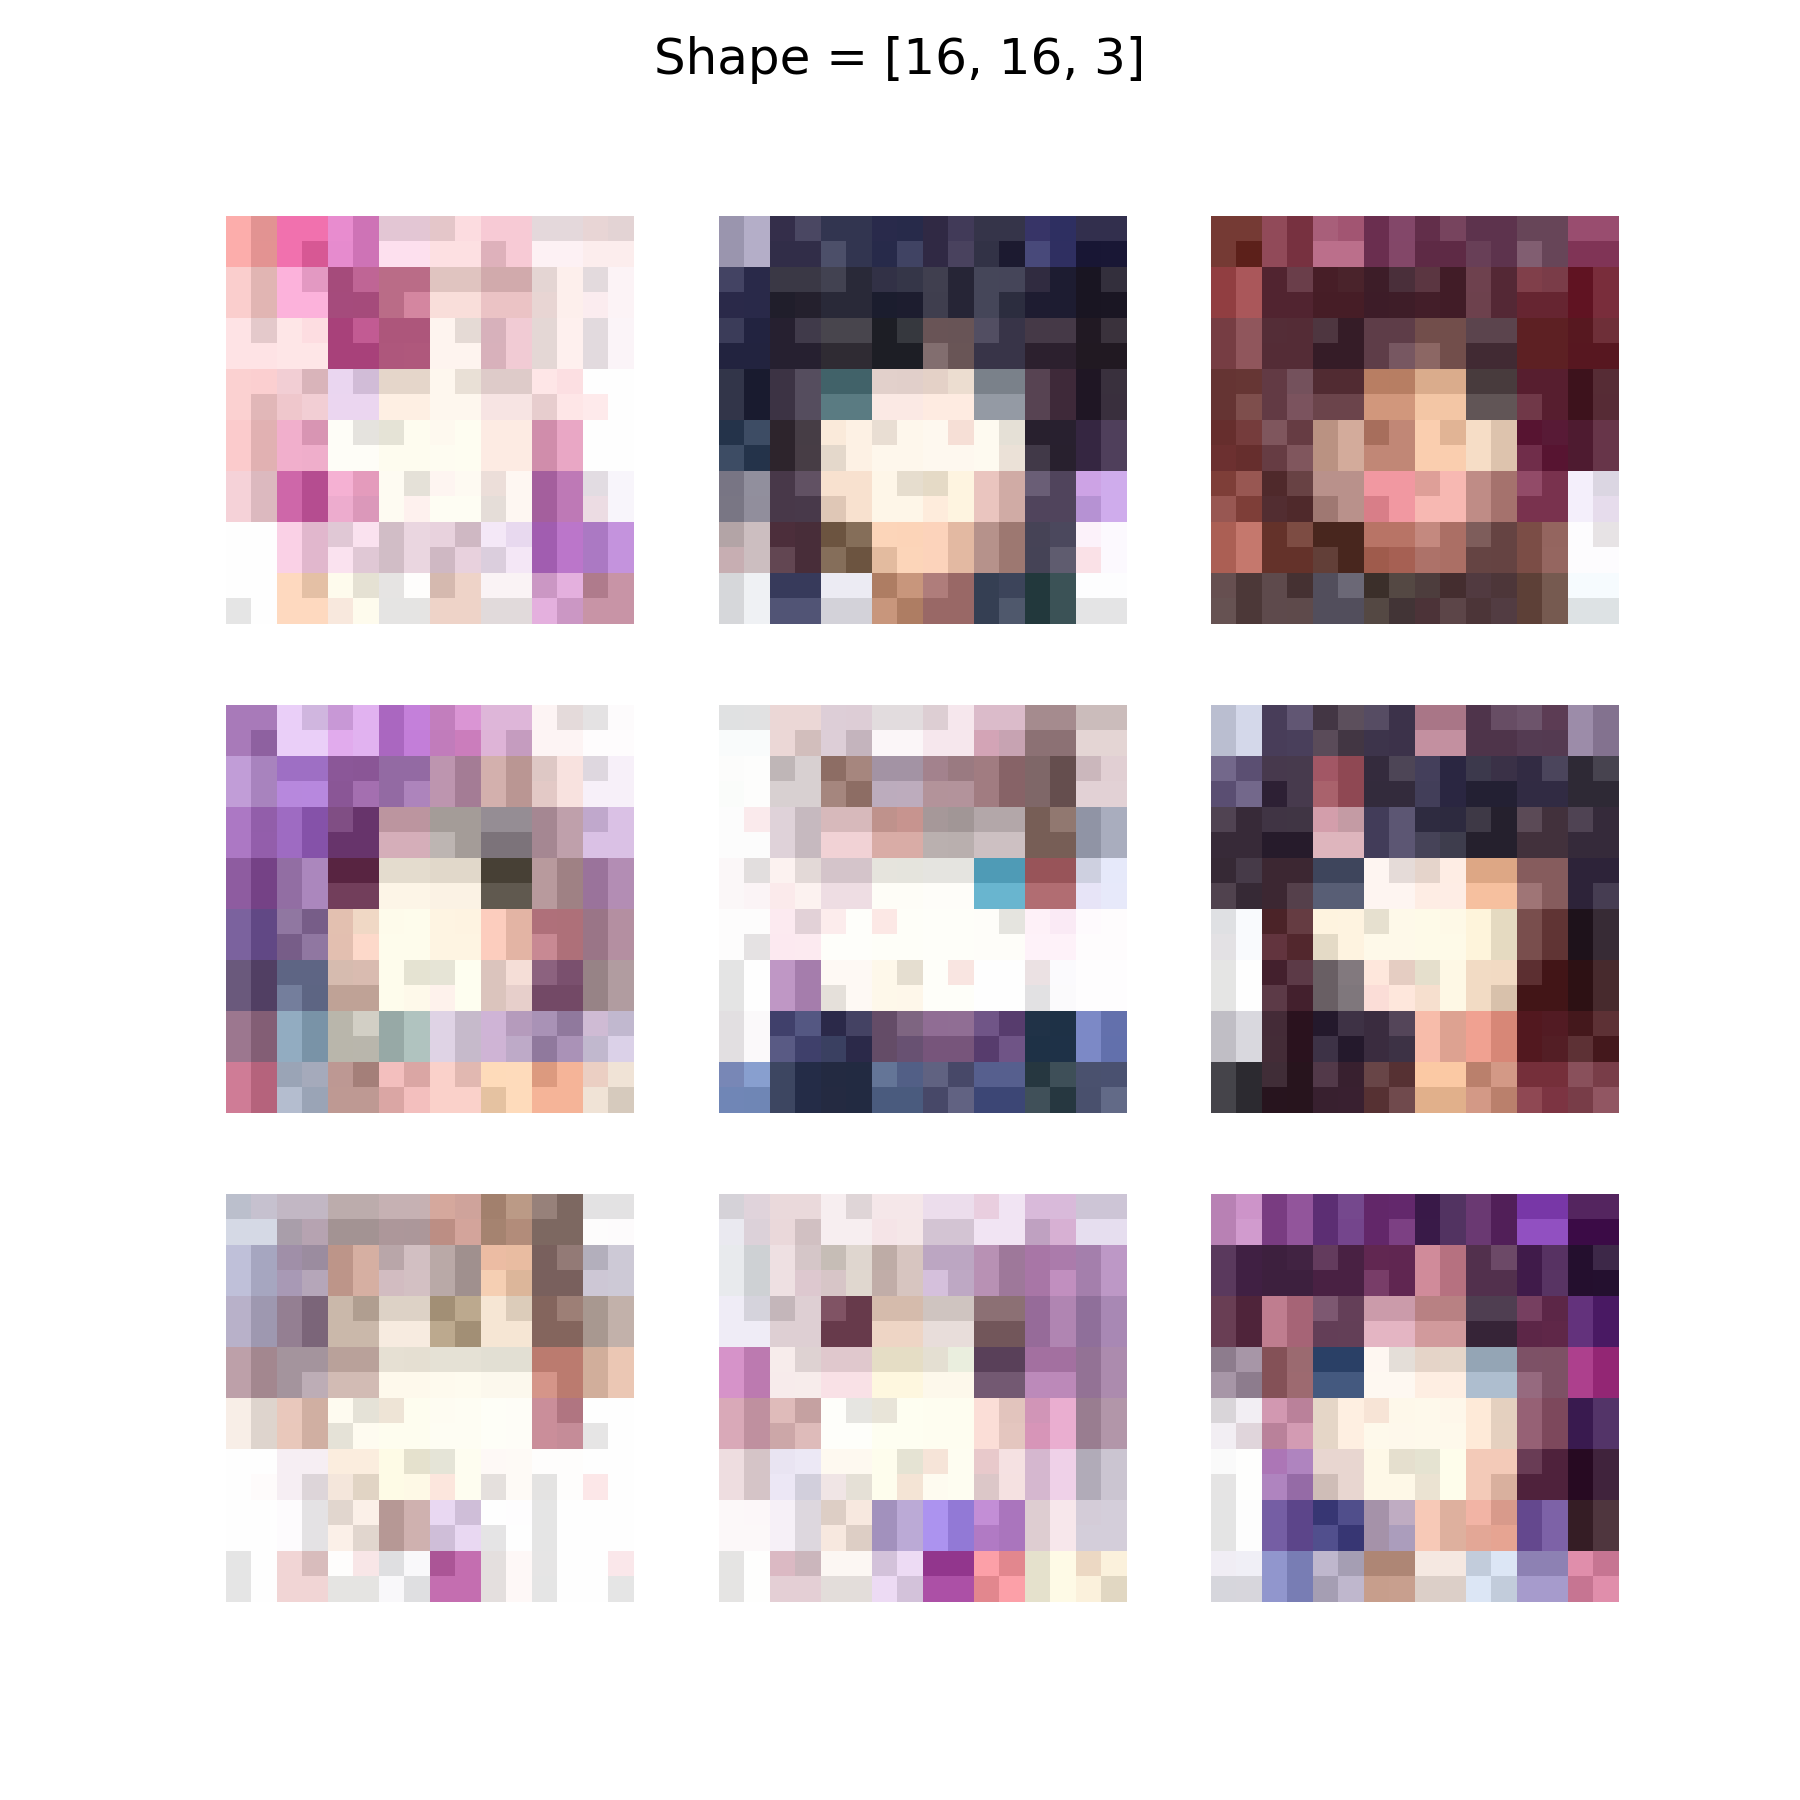 Shape = [16, 16, 3]